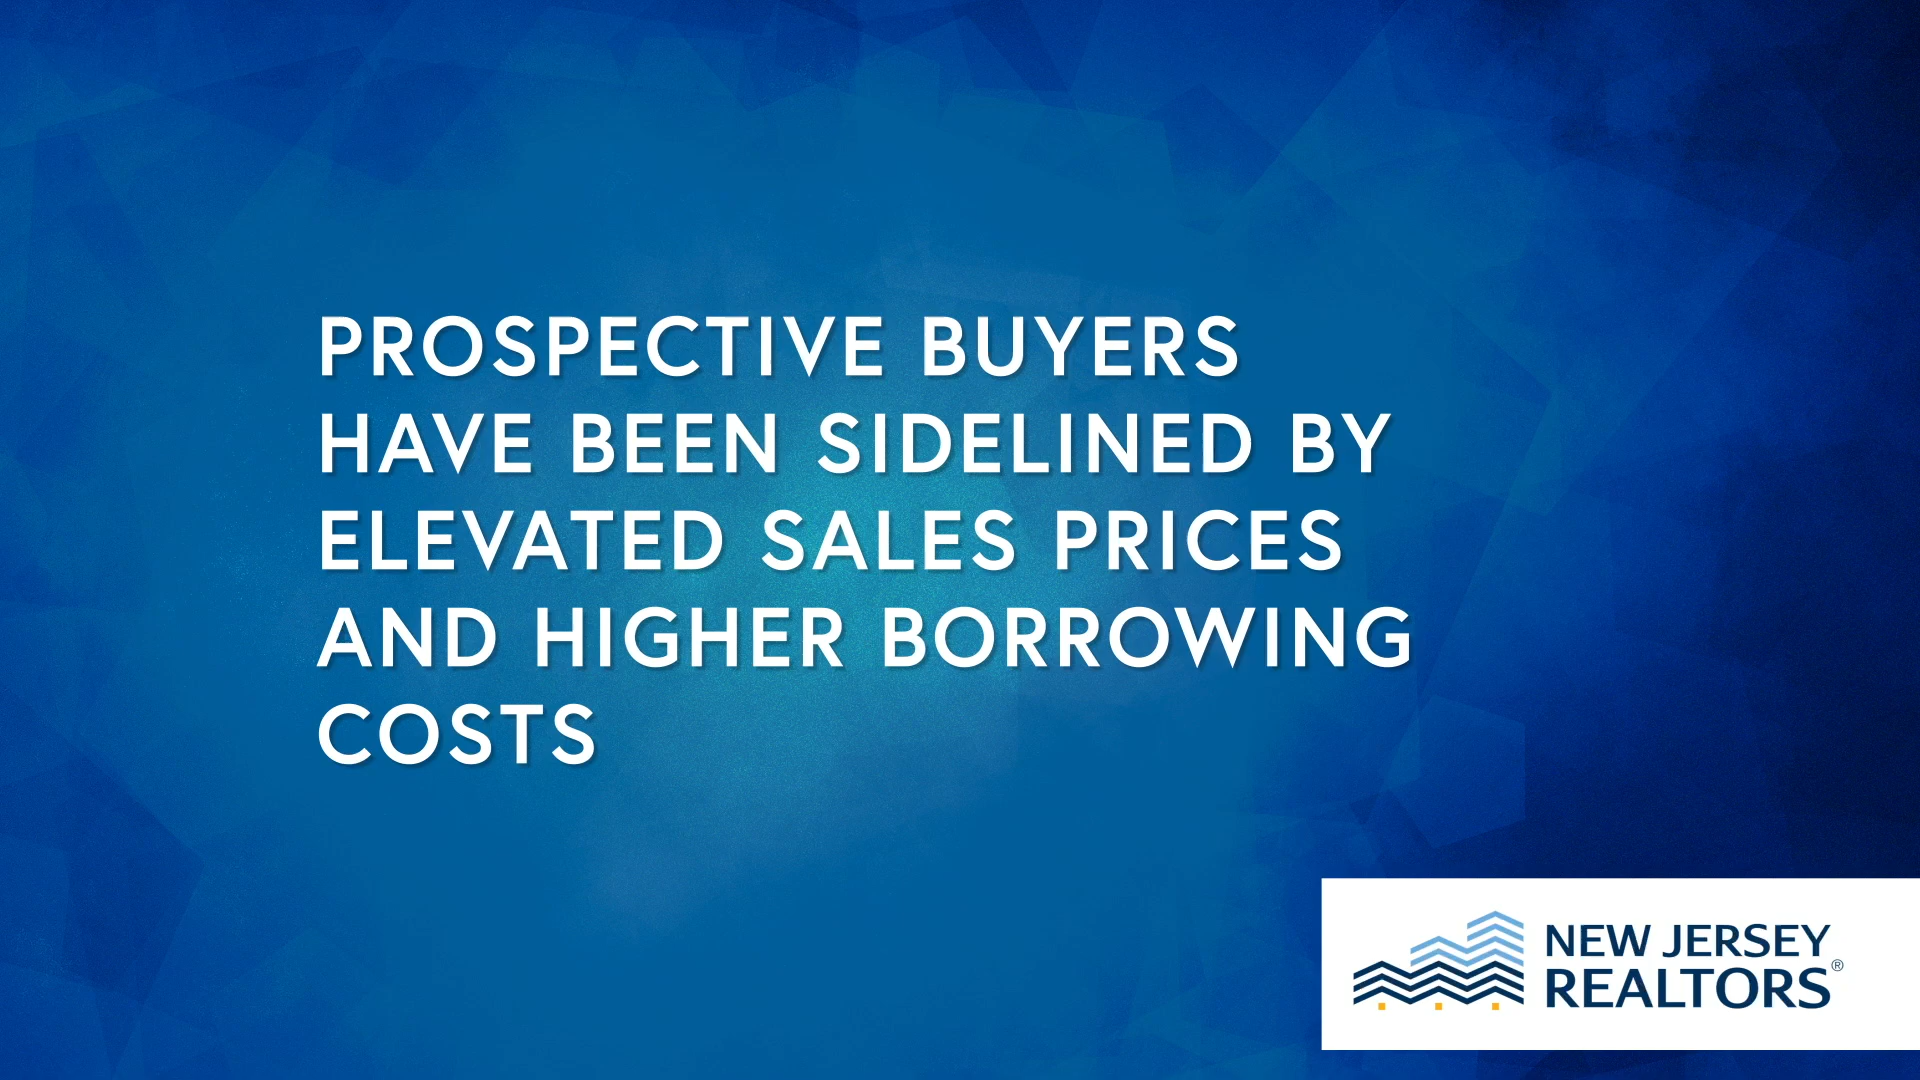 PROSPECTIVE BUYERS
HAVE BEEN SIDELINED BY
ELEVATED SALES PRICES
AND HIGHER BORROWING
COSTS
NEW JERSEY
REALTORS®